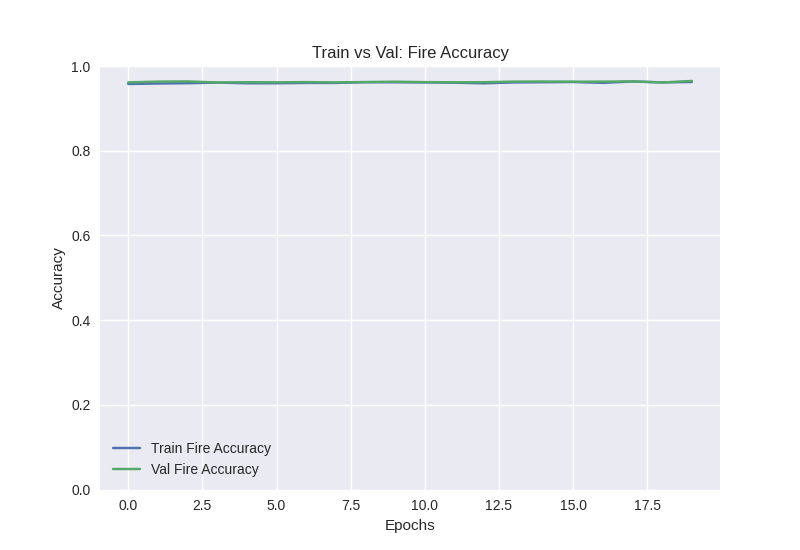 Train vs Val: Fire Accuracy
1.0
0.8
0.6
0.4
0.2
0.0
Accuracy
Train Fire Accuracy
Val Fire Accuracy
0.0 2.5 5.0 7.5 10.0 12.5 15.0 17.5
Epochs